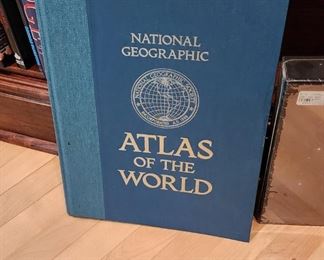 NATIONAL
GEOGRAPHIC
ATLAS
OF THE
WORLD